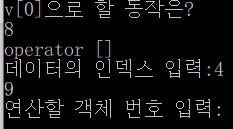 v[0]으로 할 동작은?
8
operator []
데이터의 인덱스 입력:4
9
연산할 객체 번호 입력: